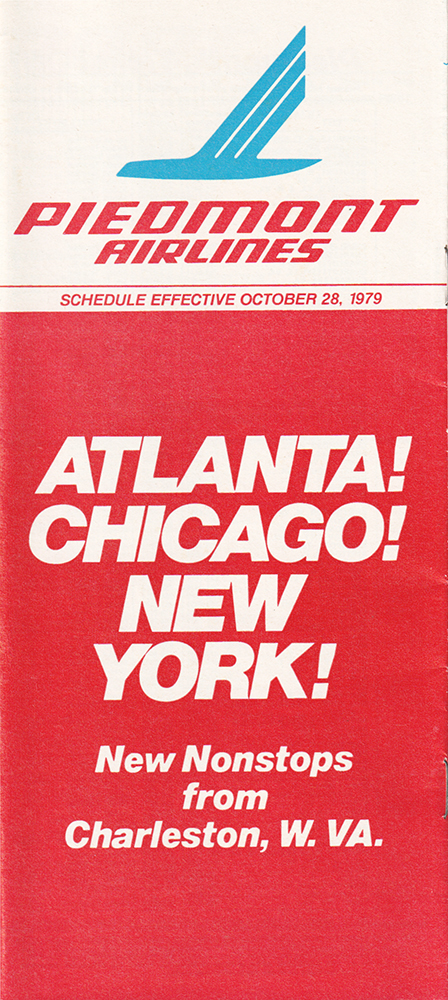 PIEDMONT
AIRLINES
SCHEDULE EFFECTIVE OCTOBER 28, 1979
ATLANTA!
CHICAGO!
NEW
YORK!
New Nonstops
from
Charleston, W. VA.